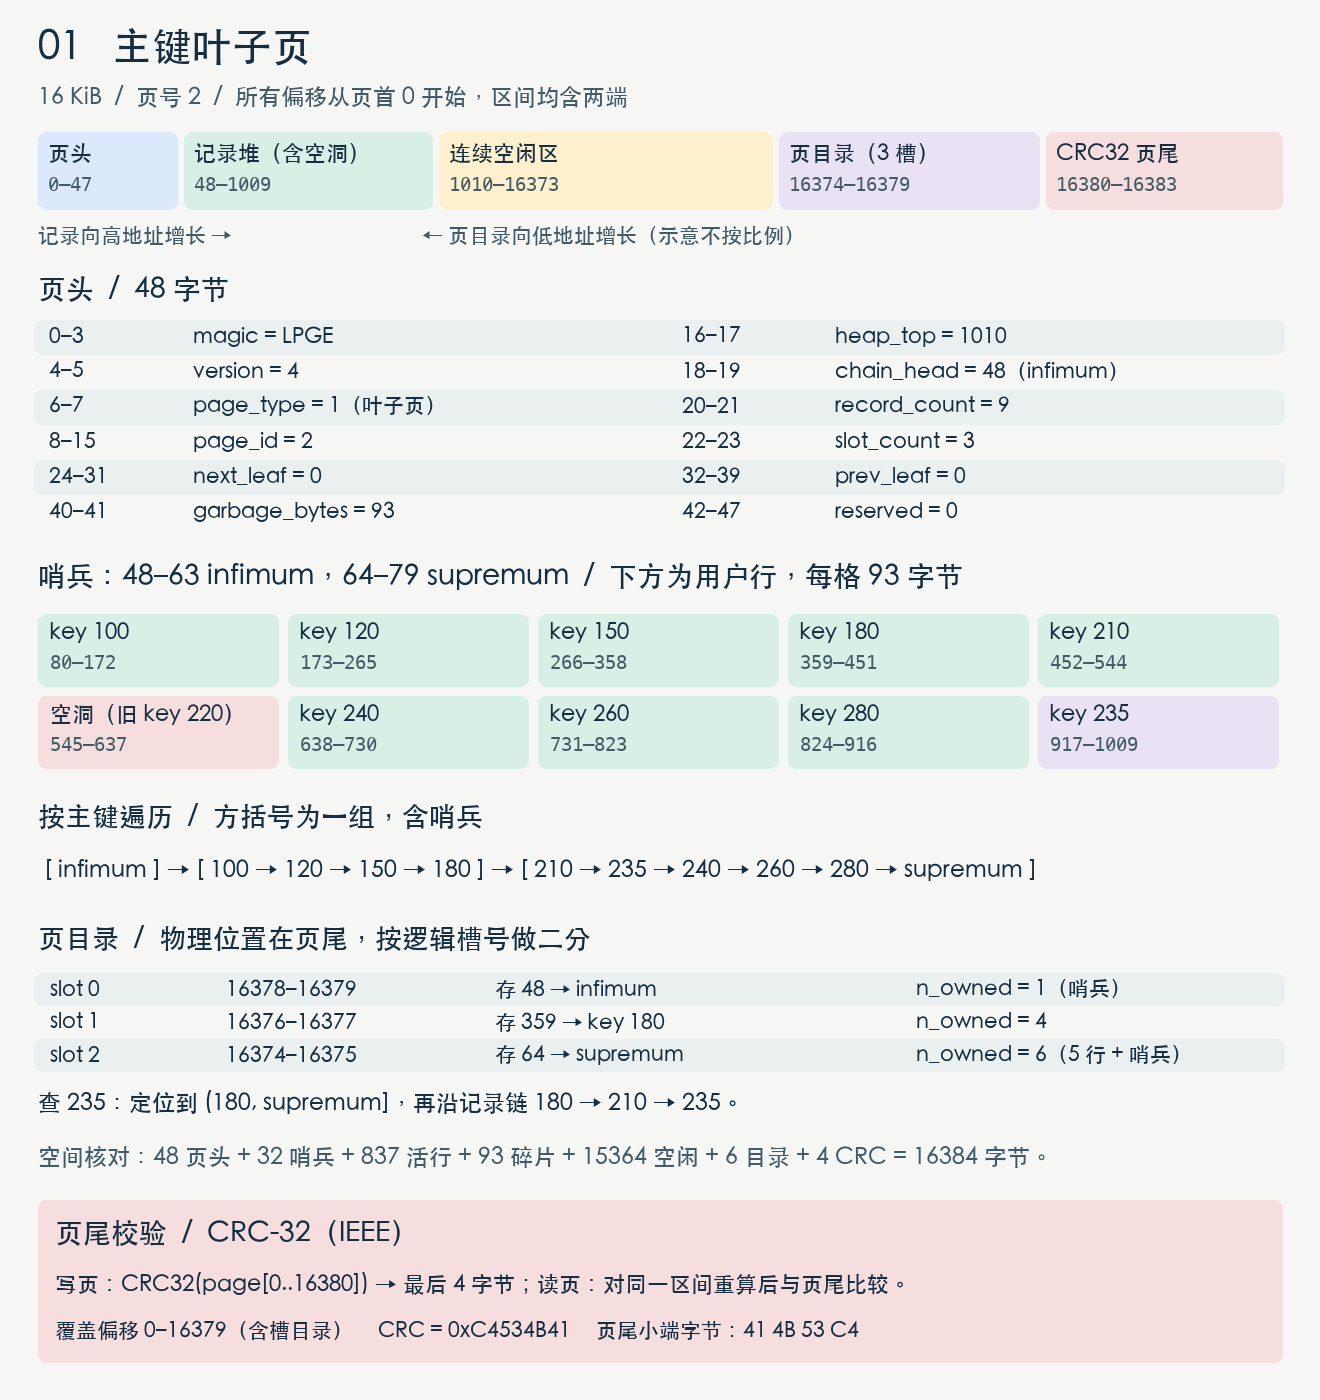 01 主键叶子页
16 KiB / 页号 2 / 所有偏移从页首 0 开始，区间均含两端
页头 记录堆（含空洞） 连续空闲区 页目录（3 槽） CRC32 页尾
0–47 48–1009 1010–16373 16374–16379 16380–16383
记录向高地址增长 → ← 页目录向低地址增长（示意不按比例）
页头 / 48 字节
0–3 magic = LPGE 16–17 heap_top = 1010
4–5 version = 4 18–19 chain_head = 48（infimum）
6–7 page_type = 1（叶子页） 20–21 record_count = 9
8–15 page_id = 2 22–23 slot_count = 3
24–31 next_leaf = 0 32–39 prev_leaf = 0
40–41 garbage_bytes = 93 42–47 reserved = 0
哨兵：48–63 infimum，64–79 supremum / 下方为用户行，每格 93 字节
key 100 key 120 key 150 key 180 key 210
80–172 173–265 266–358 359–451 452–544
空洞（旧 key 220） key 240 key 260 key 280 key 235
545–637 638–730 731–823 824–916 917–1009
按主键遍历 / 方括号为一组，含哨兵
[ infimum ] → [ 100 → 120 → 150 → 180 ] → [ 210 → 235 → 240 → 260 → 280 → supremum ]
页目录 / 物理位置在页尾，按逻辑槽号做二分
slot 0 16378–16379 存 48 → infimum n_owned = 1（哨兵）
slot 1 16376–16377 存 359 → key 180 n_owned = 4
slot 2 16374–16375 存 64 → supremum n_owned = 6（5 行 + 哨兵）
查 235：定位到 (180, supremum]，再沿记录链 180 → 210 → 235。
空间核对：48 页头 + 32 哨兵 + 837 活行 + 93 碎片 + 15364 空闲 + 6 目录 + 4 CRC = 16384 字节。
页尾校验 / CRC-32（IEEE）
写页：CRC32(page[0..16380]) → 最后 4 字节；读页：对同一区间重算后与页尾比较。
覆盖偏移 0–16379（含槽目录） CRC = 0xC4534B41 页尾小端字节：41 4B 53 C4